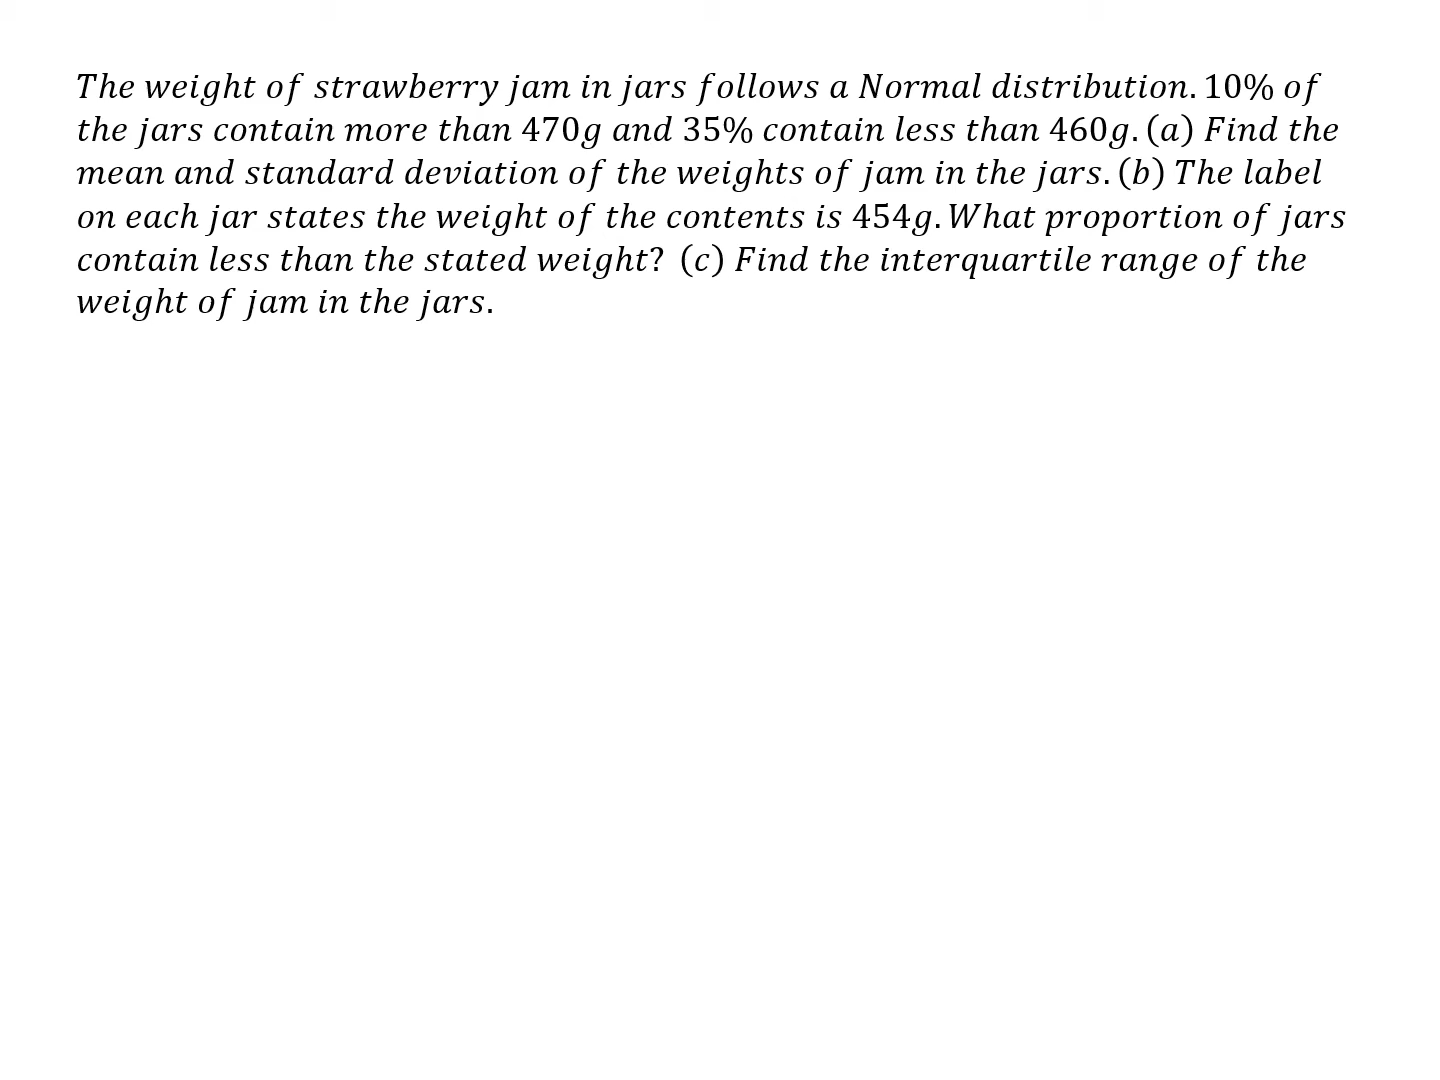 The weight of strawberry jam in jars follows a Normal distribution. 10% of
the jars contain more than 470g and 35% contain less than 460g. (a) Find the
mean and standard deviation of the weights of jam in the jars. (b) The label
on each jar states the weight of the contents is 454g. What proportion of jars
contain less than the stated weight? (c) Find the interquartile range of the
weight of jam in the jars.